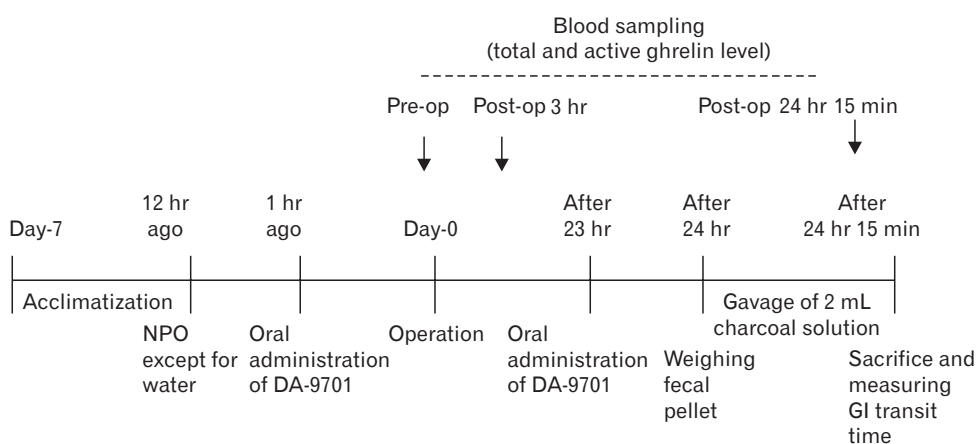 Blood sampling
(total and active ghrelin level)
Pre-op
Post-op 3 hr
Post-op 24 hr 15 min
Day-7
12 hr
ago
1 hr
ago
Day-0
After
23 hr
After
24 hr
After
24 hr 15 min
Acclimatization
NPO
except for
water
Oral
administration
of DA-9701
Operation
Oral
administration
of DA-9701
Weighing
fecal
pellet
Gavage of 2 mL
charcoal solution
Sacrifice and
measuring
GI transit
time